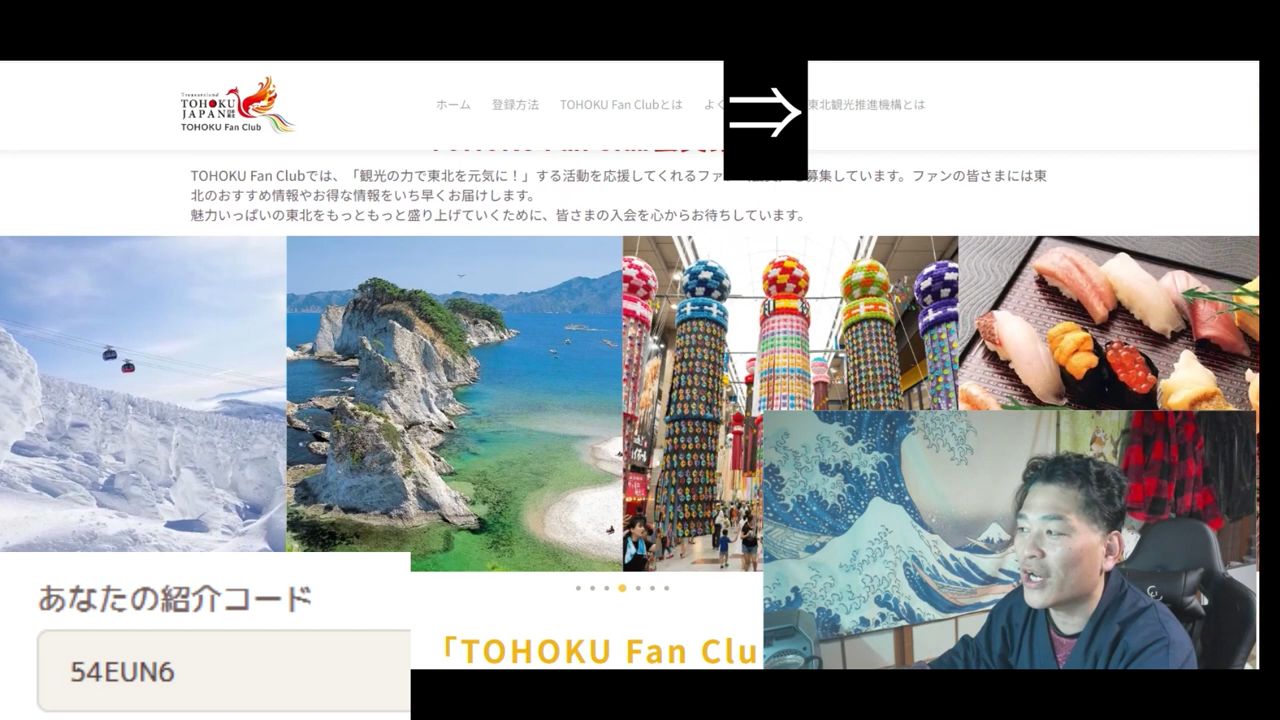 Treasureland
TOHOKU
JAPAN
TOHOKU Fan Club
ホーム 登録方法 TOHOKU Fan Clubとは よく 東北観光推進機構とは
⇒
TOHOKU Fan Clubでは、「観光の力で東北を元気に！」する活動を応援してくれるファ 募集しています。ファンの皆さまには東
北のおすすめ情報やお得な情報をいち早くお届けします。
魅力いっぱいの東北をもっともっと盛り上げていくために、皆さまの入会を心からお待ちしています。
あなたの紹介コード
54EUN6
「TOHOKU Fan Clu